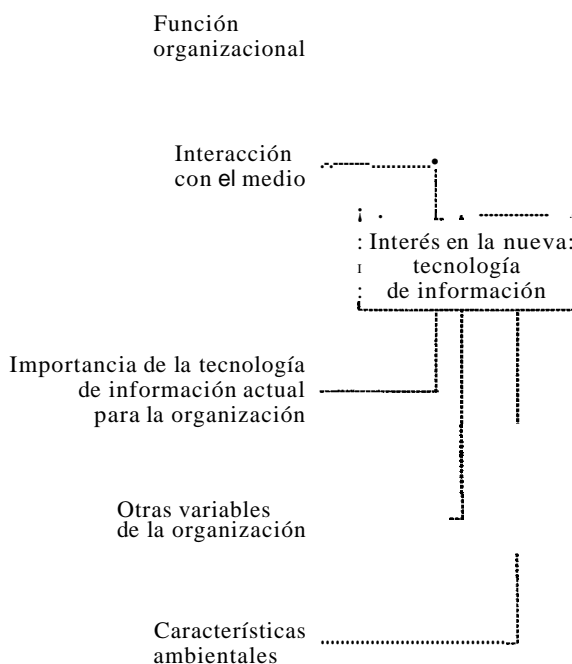 Función
organizacional
Interacción
con el medio
Interés en la nueva
tecnología
de información
Importancia de la tecnología
de información actual
para la organización
Otras variables
de la organización
Características
ambientales